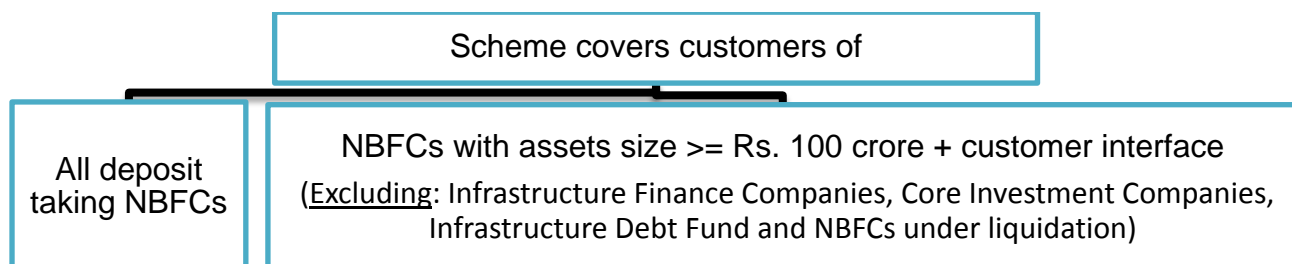 Scheme covers customers of
All deposit
taking NBFCs
NBFCs with assets size >= Rs. 100 crore + customer interface
(Excluding: Infrastructure Finance Companies, Core Investment Companies,
Infrastructure Debt Fund and NBFCs under liquidation)